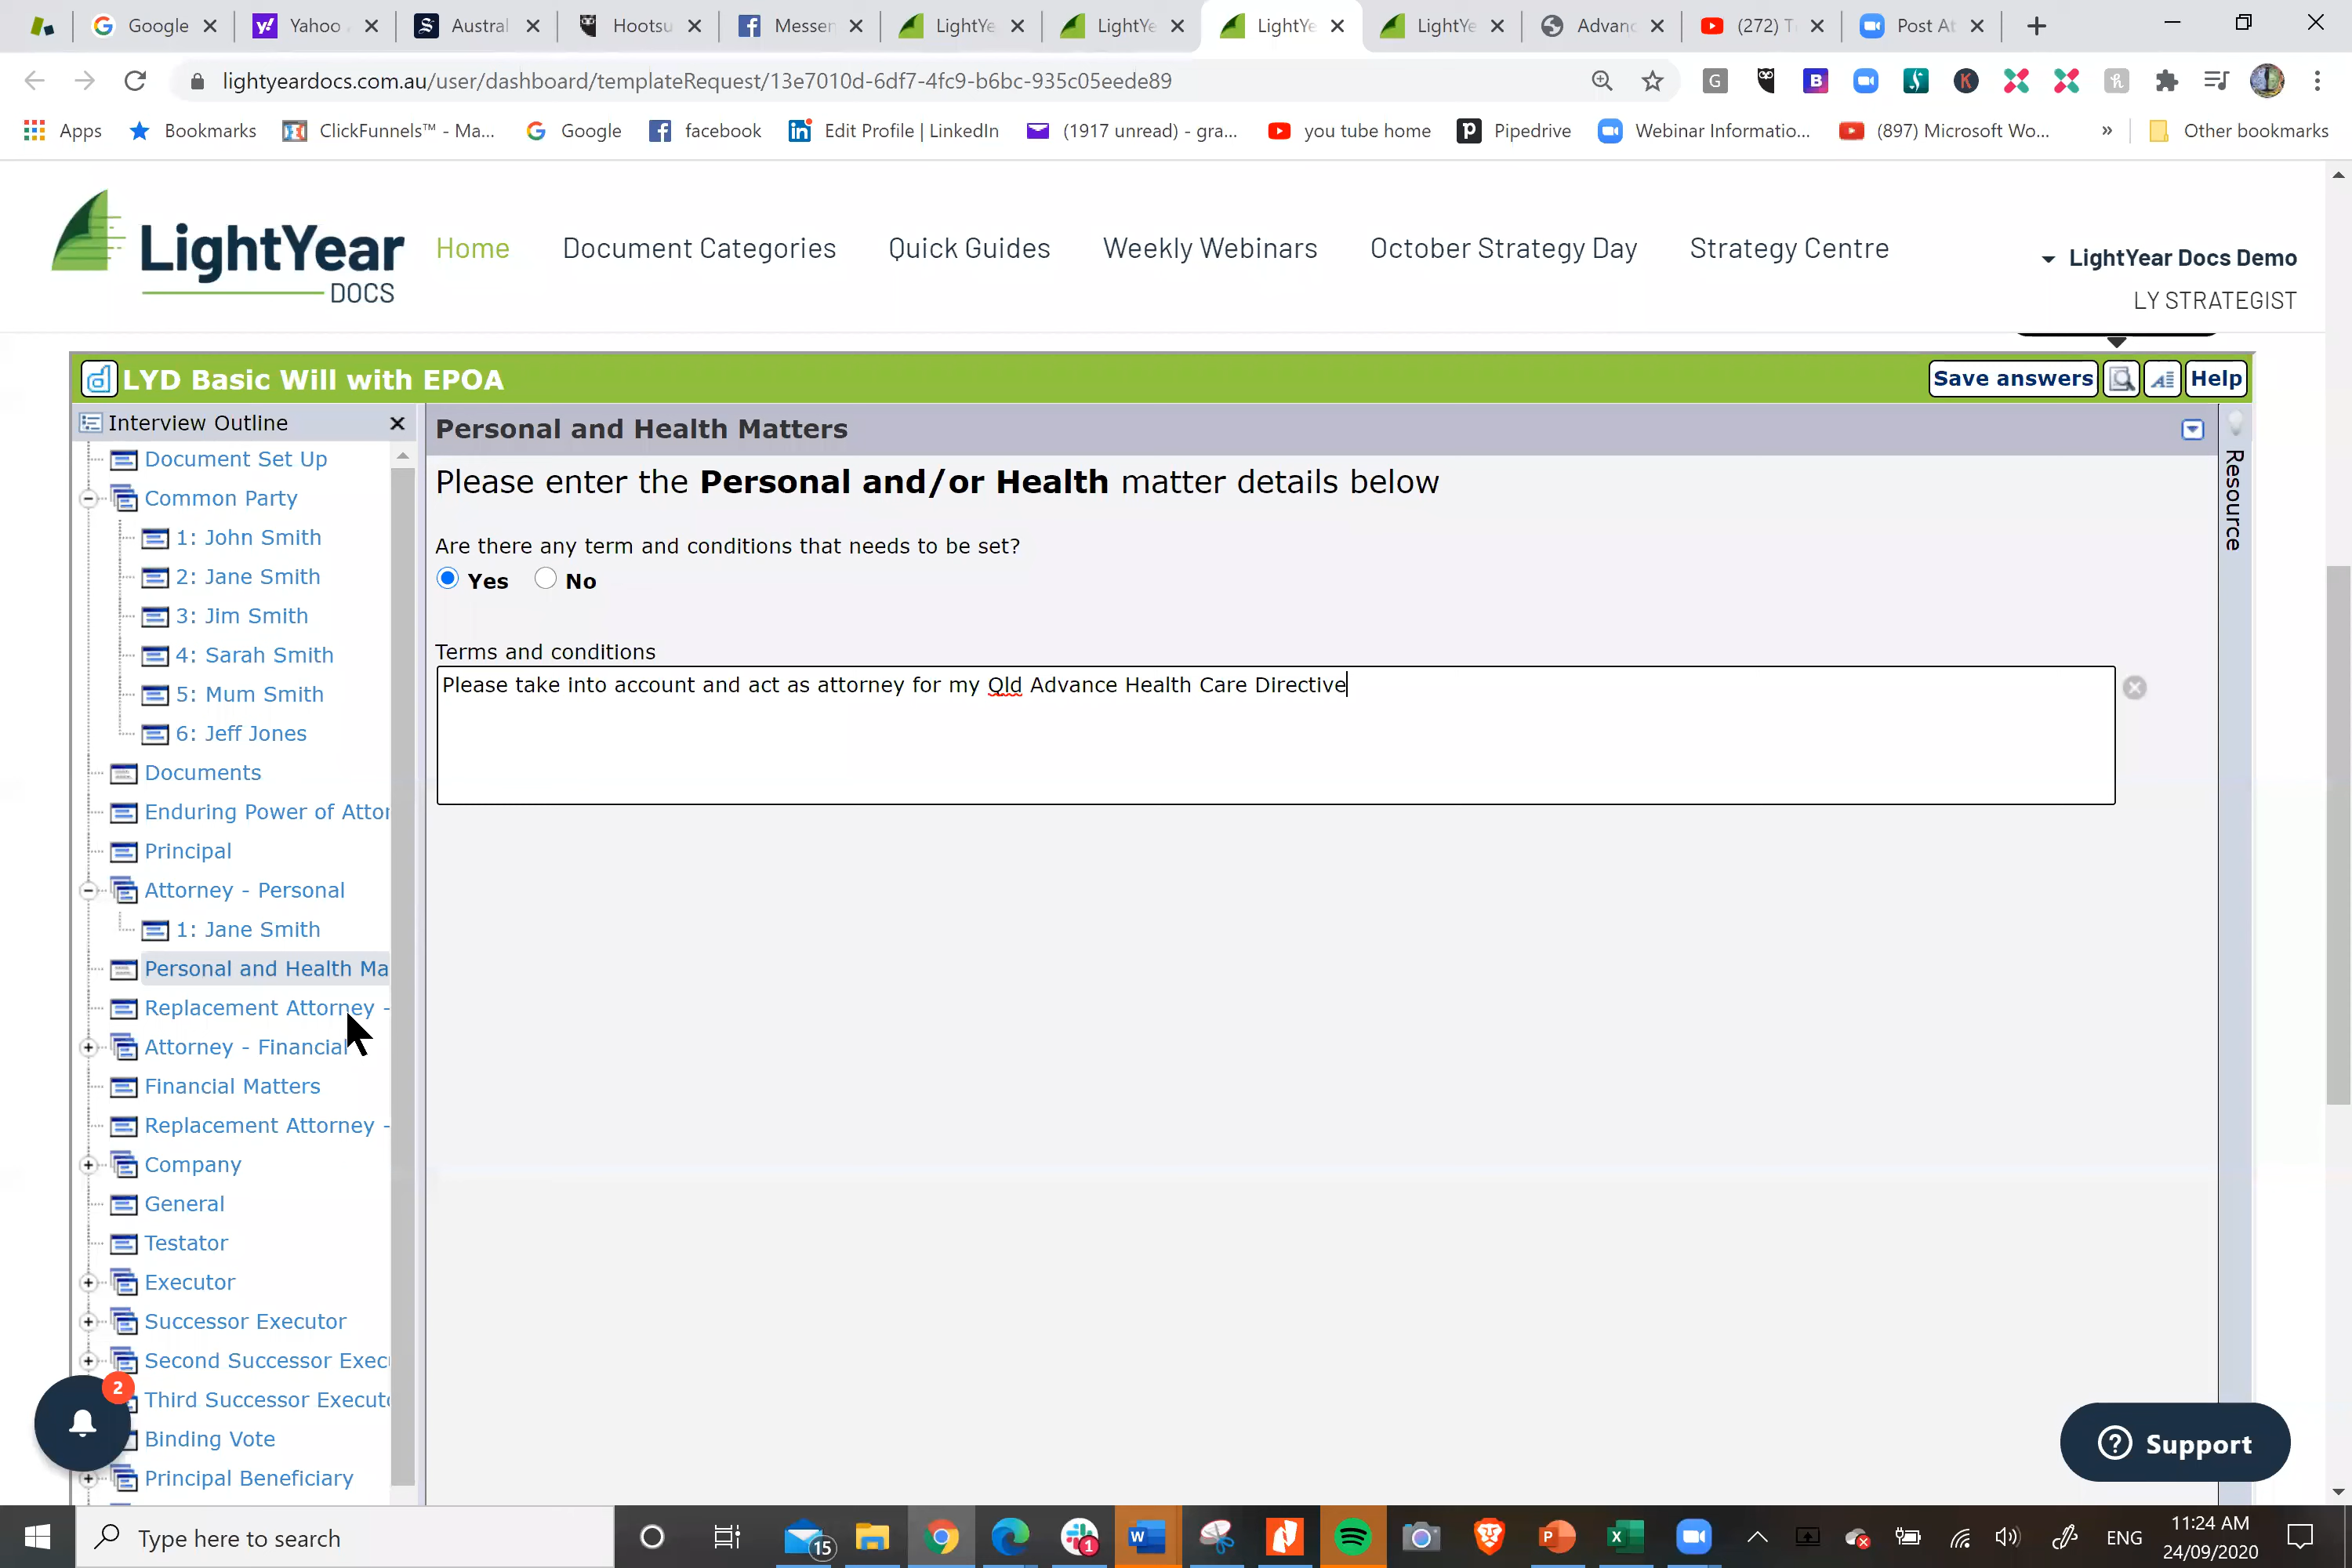 Google
Yahoo
Austral
Hootsu
Messen
LightYe
LightYe
LightYe
LightYe
Advanc
(272) T
Post At
lightyeardocs.com.au/user/dashboard/templateRequest/13e7010d-6df7-4fc9-b6bc-935c05eede89
Apps
Bookmarks
ClickFunnels™ - Ma...
Google
facebook
Edit Profile | LinkedIn
(1917 unread) - gra...
you tube home
Pipedrive
Webinar Informatio...
(897) Microsoft Wo...
»
Other bookmarks
LightYear
DOCS
Home
Document Categories
Quick Guides
Weekly Webinars
October Strategy Day
Strategy Centre
LightYear Docs Demo
LY STRATEGIST
LYD Basic Will with EPOA
Save answers
Help
Interview Outline
Document Set Up
Common Party
1: John Smith
2: Jane Smith
3: Jim Smith
4: Sarah Smith
5: Mum Smith
6: Jeff Jones
Documents
Enduring Power of Attor
Principal
Attorney - Personal
1: Jane Smith
Personal and Health Ma
Replacement Attorney -
Attorney - Financial
Financial Matters
Replacement Attorney -
Company
General
Testator
Executor
Successor Executor
Second Successor Exec
Third Successor Execut
Binding Vote
Principal Beneficiary
2
Personal and Health Matters
Please enter the Personal and/or Health matter details below
Are there any term and conditions that needs to be set?
Yes No
Terms and conditions
Please take into account and act as attorney for my Qld Advance Health Care Directive
Resource
Support
Type here to search
15
1
ENG
11:24 AM
24/09/2020